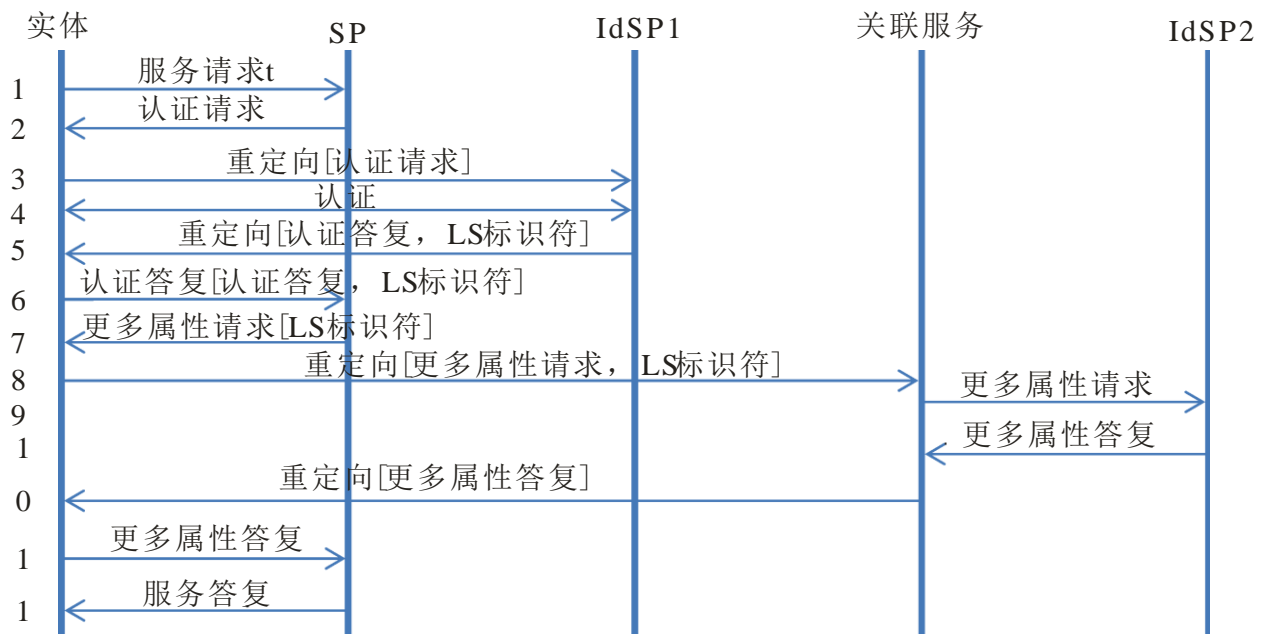 实体 SP IdSP1 关联服务 IdSP2
服务请求t
1
认证请求
2
重定向[认证请求]
3
认证
4
重定向[认证答复，LS标识符]
5
认证答复[认证答复，LS标识符]
6
更多属性请求[LS标识符]
7
重定向[更多属性请求，LS标识符]
8
更多属性请求
9
更多属性答复
1
重定向[更多属性答复]
0
更多属性答复
1
服务答复
1